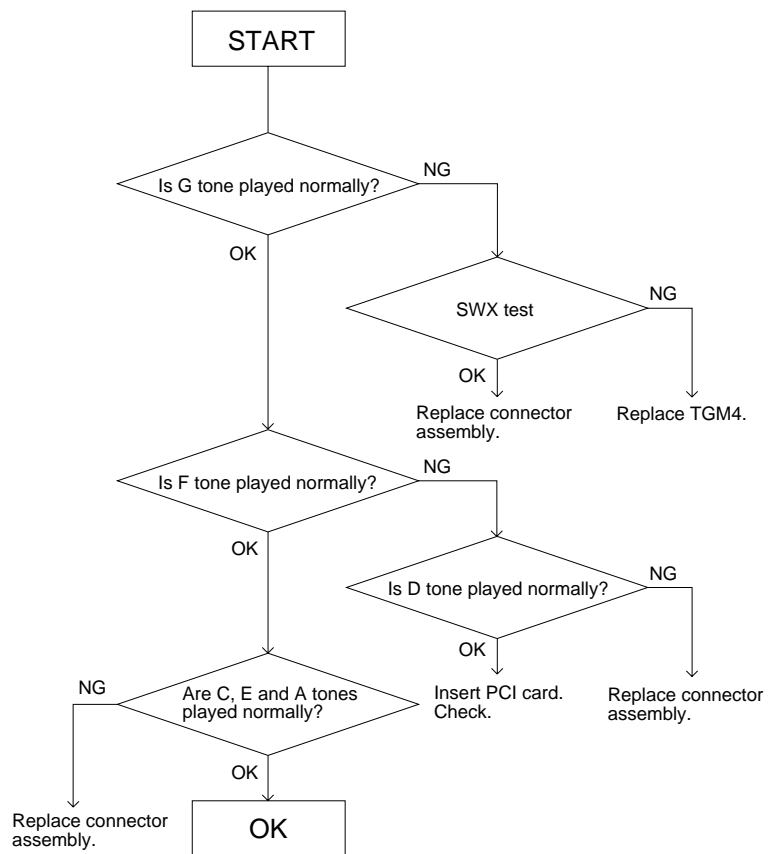 START
Is G tone played normally?
NG
OK
SWX test
NG
OK
Replace connector
assembly.
Replace TGM4.
Is F tone played normally?
NG
OK
Is D tone played normally?
NG
OK
Insert PCI card.
Check.
Replace connector
assembly.
Are C, E and A tones
played normally?
NG
OK
Replace connector
assembly.
OK